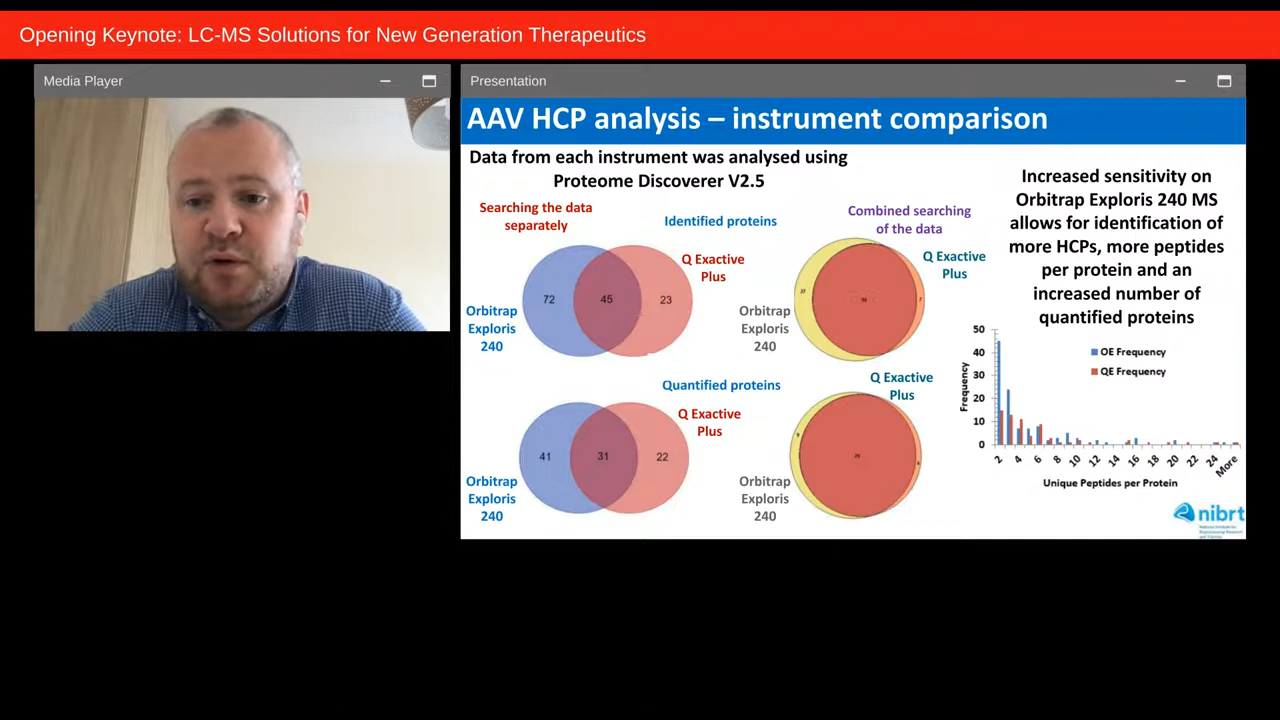 Opening Keynote: LC-MS Solutions for New Generation Therapeutics
Media Player
Presentation
AAV HCP analysis – instrument comparison
Data from each instrument was analysed using
Proteome Discoverer V2.5
Searching the data
separately
Identified proteins
Combined searching
of the data
Q Exactive
Plus
Q Exactive
Plus
72
45
23
Orbitrap
Exploris
240
Orbitrap
Exploris
240
Quantified proteins
Q Exactive
Plus
Q Exactive
Plus
41
31
22
Orbitrap
Exploris
240
Orbitrap
Exploris
240
Increased sensitivity on
Orbitrap Exploris 240 MS
allows for identification of
more HCPs, more peptides
per protein and an
increased number of
quantified proteins
50
40
30
20
10
0
Frequency
OE Frequency
QE Frequency
2 4 6 8 10 12 14 16 18 20 22 24 More
Unique Peptides per Protein
nibrt